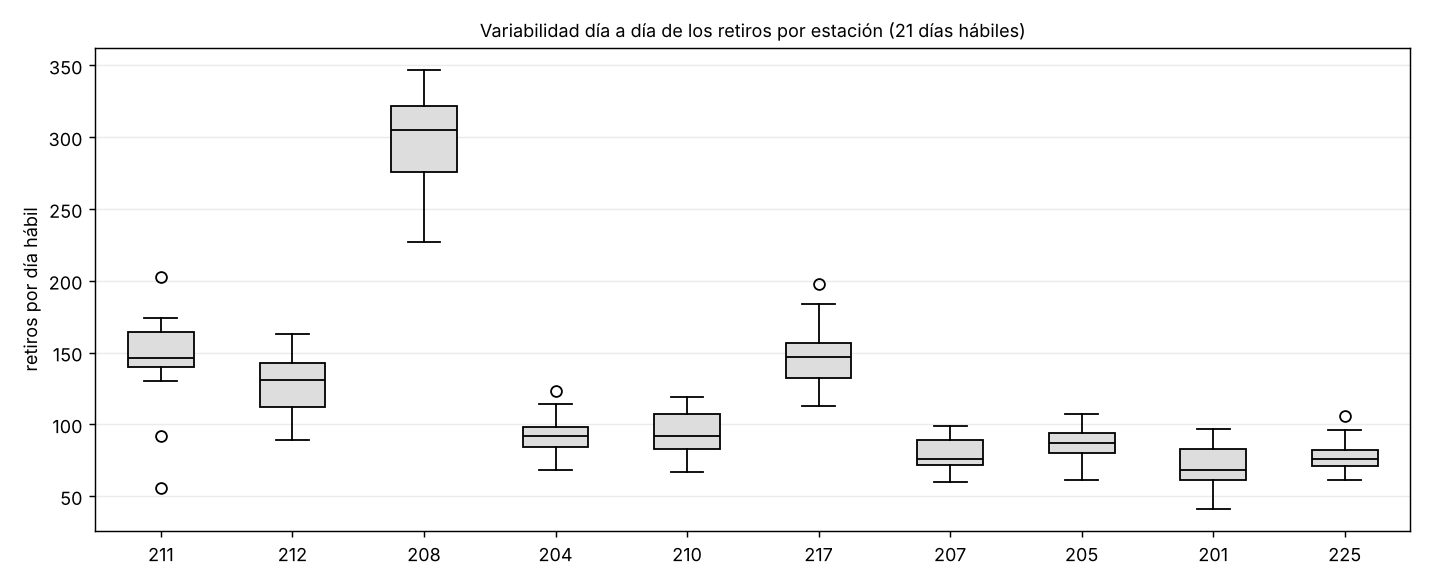 Variabilidad día a día de los retiros por estación (21 días hábiles)
retiros por día hábil
350
300
250
200
150
100
50
211 212 208 204 210 217 207 205 201 225